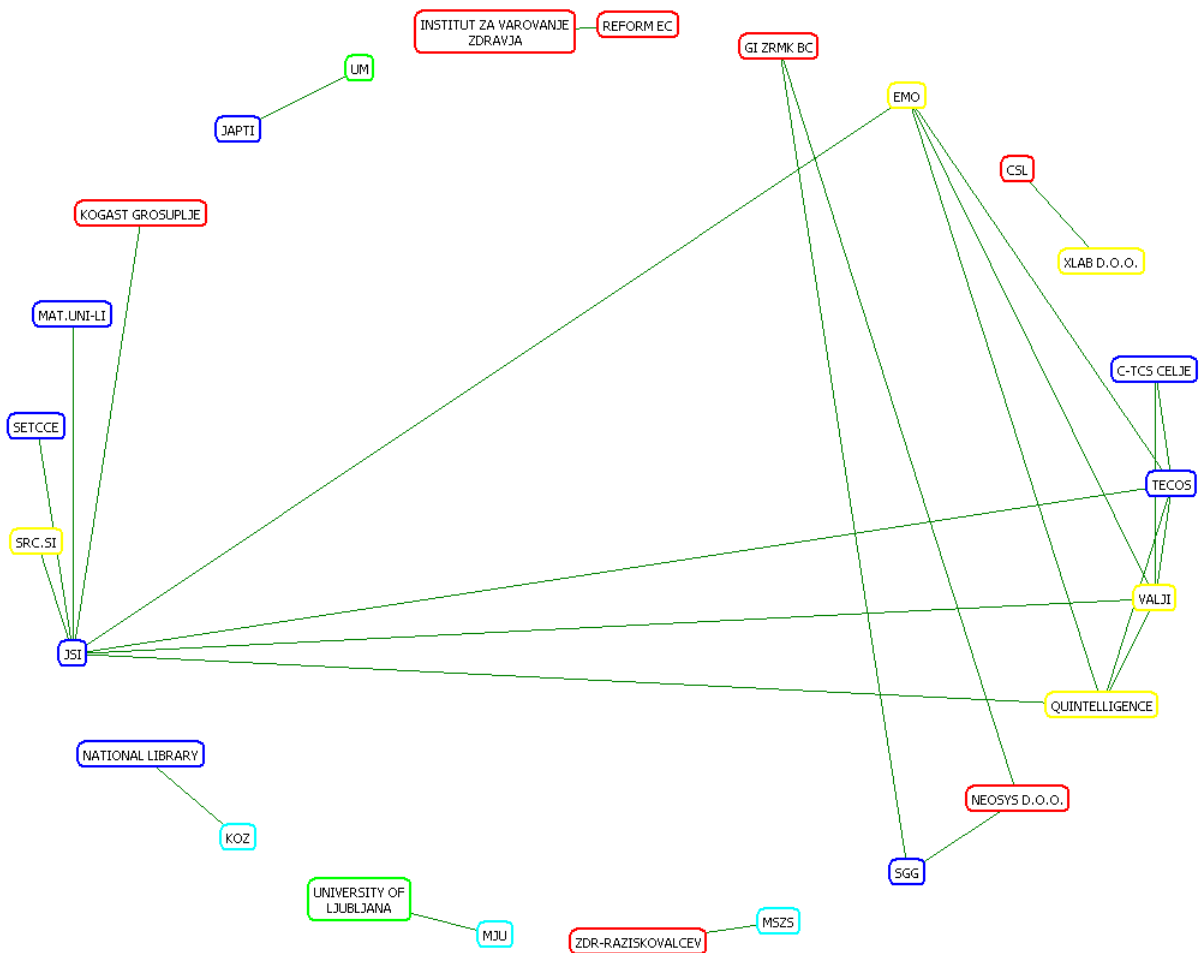 INSTITUT ZA VAROVANJE
ZDRAVJA
REFORM EC
GI ZRMK BC
UM
EMO
JAPTI
CSL
KOGAST GROSUPLJE
XLAB D.O.O.
MAT.UNI-LI
C-TCS CELJE
SETCCE
TECOS
SRC.SI
VALJI
JSI
QUINTELLIGENCE
NATIONAL LIBRARY
NEOSYS D.O.O.
KOZ
SGG
UNIVERSITY OF
LJUBLJANA
MSZS
MJU
ZDR-RAZISKOVALCEV